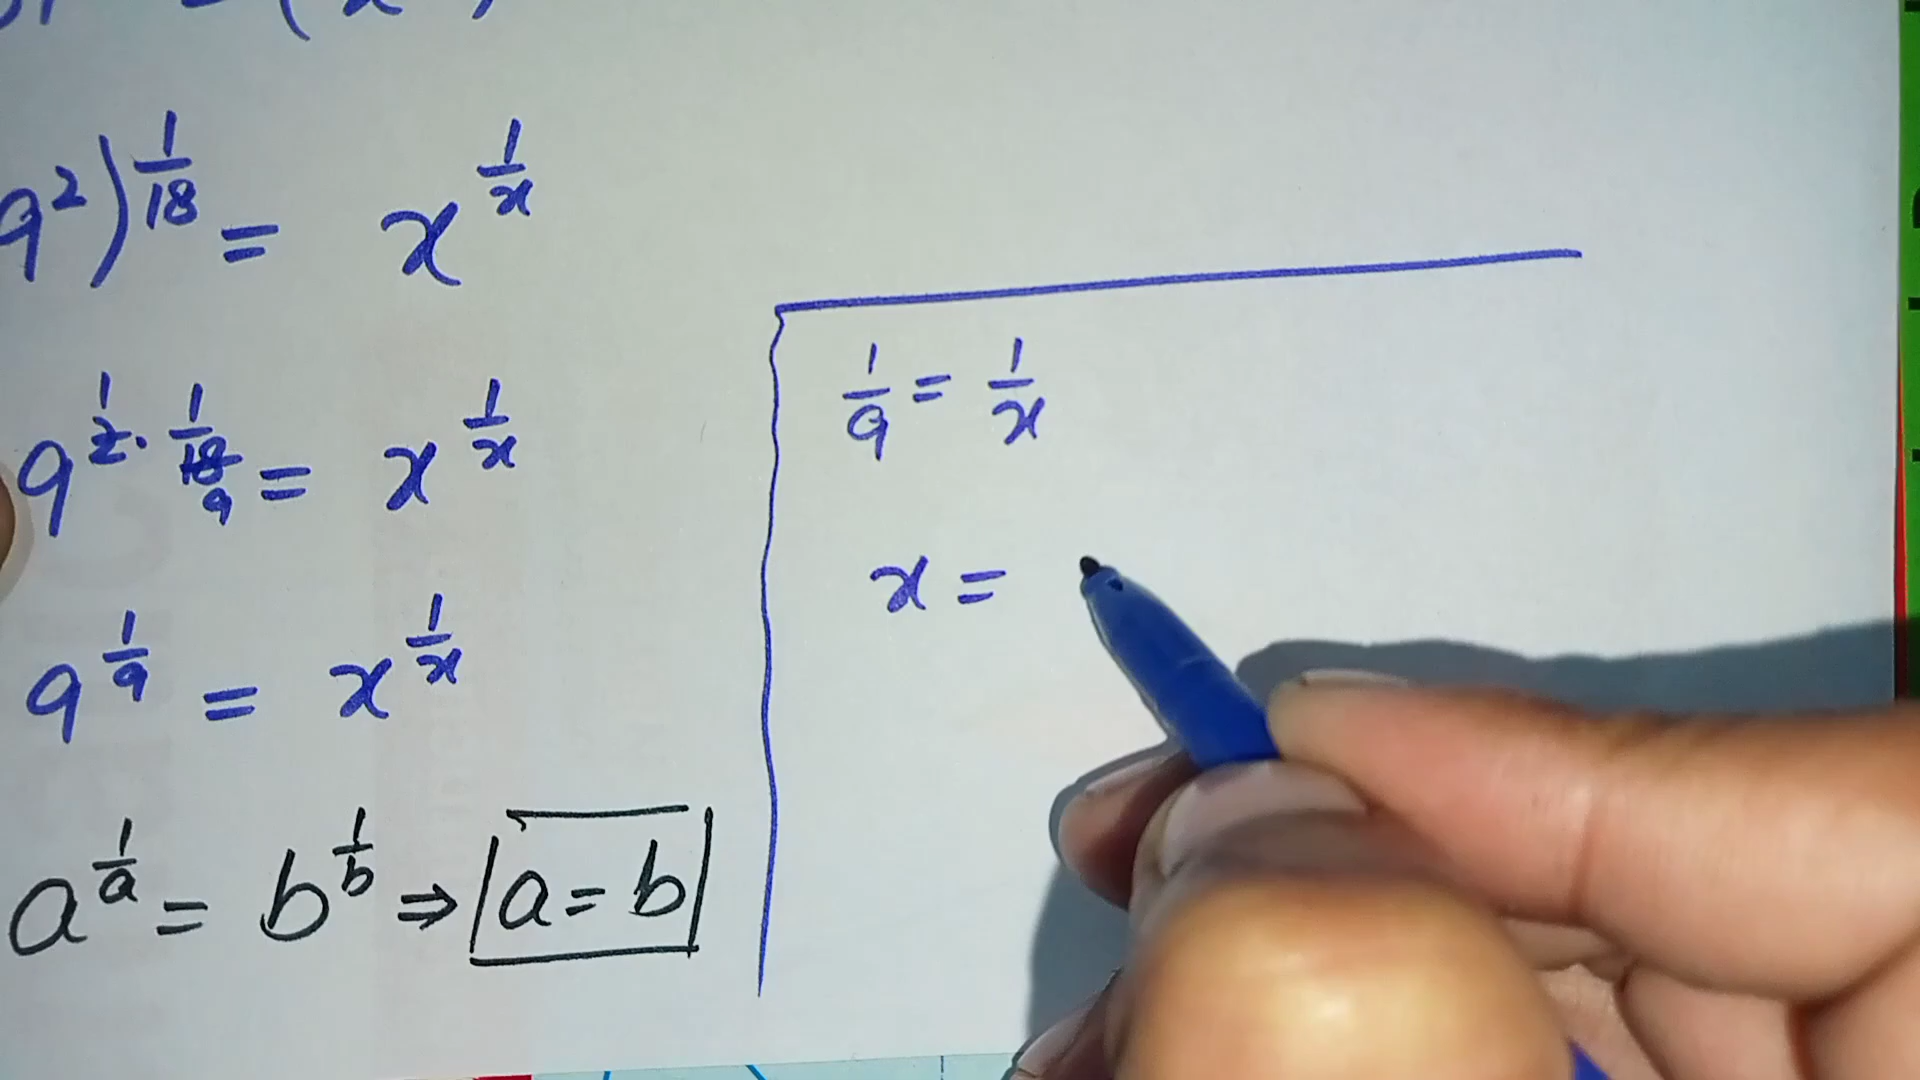 9²)^{1/18} = x^{1/x}
9^{2 · 1/18} = x^{1/x}
1 9
9^{1/9} = x^{1/x}
a^{1/a} = b^{1/b} ⇒ a = b
1/9 = 1/x
x =